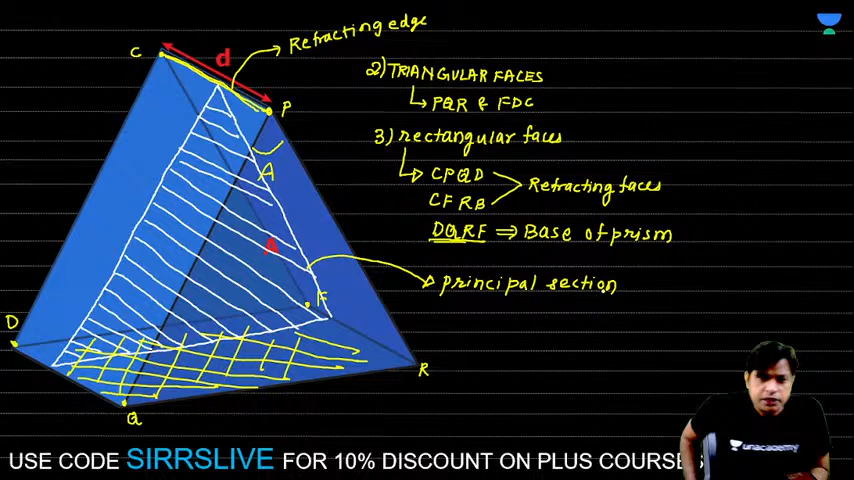 Refracting edge
C
d
P
A
A
F
D
Q
R
2) TRIANGULAR FACES
PQR & FDC
3) rectangular faces
CPQD
CFRB
Refracting faces
DQRF ⇒ Base of prism
principal section
unacademy
USE CODE SIRRSLIVE FOR 10% DISCOUNT ON PLUS COURSES